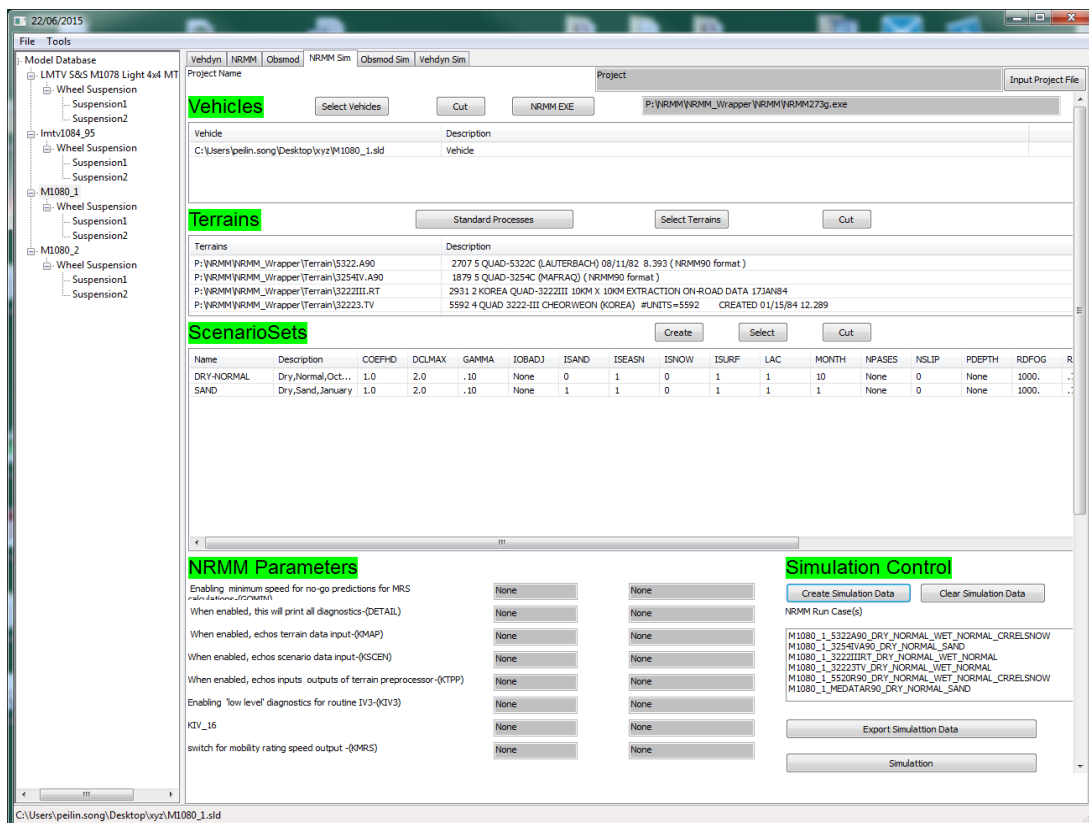 22/06/2015
File Tools
Model Database
LMTV S&S M1078 Light 4x4 MT
Wheel Suspension
Suspension1
Suspension2
lmtv1084_95
Wheel Suspension
Suspension1
Suspension2
M1080_1
Wheel Suspension
Suspension1
Suspension2
M1080_2
Wheel Suspension
Suspension1
Suspension2
Vehdyn NRMM Obsmod NRMM Sim Obsmod Sim Vehdyn Sim
Project Name Project Input Project File
Vehicles Select Vehicles Cut NRMM EXE P:\NRMM\NRMM_Wrapper\NRMM\NRMM273g.exe
Vehicle Description
C:\Users\peilin.song\Desktop\xyz\M1080_1.sld Vehicle
Terrains Standard Processes Select Terrains Cut
Terrains Description
P:\NRMM\NRMM_Wrapper\Terrain\5322.A90 2707 5 QUAD-5322C (LAUTERBACH) 08/11/82 8.393 ( NRMM90 format )
P:\NRMM\NRMM_Wrapper\Terrain\3254IV.A90 1879 5 QUAD-3254C (MAFRAQ) ( NRMM90 format )
P:\NRMM\NRMM_Wrapper\Terrain\3222III.RT 2931 2 KOREA QUAD-3222III 10KM X 10KM EXTRACTION ON-ROAD DATA 17JAN84
P:\NRMM\NRMM_Wrapper\Terrain\32223.TV 5592 4 QUAD 3222-III CHEORWEON (KOREA) #UNITS=5592 CREATED 01/15/84 12.289
ScenarioSets Create Select Cut
Name Description COEFHD DCLMAX GAMMA IOBADJ ISAND ISEASN ISNOW ISURF LAC MONTH NPASES NSLIP PDEPTH RDFOG R
DRY-NORMAL Dry,Normal,Oct... 1.0 2.0 .10 None 0 1 0 1 1 10 None 0 None 1000. .7
SAND Dry,Sand,January 1.0 2.0 .10 None 1 1 0 1 1 1 None 0 None 1000. .7
NRMM Parameters
Enabling minimum speed for no-go predictions for MRS calculations-(GOMIN) None None
When enabled, this will print all diagnostics-(DETAIL) None None
When enabled, echos terrain data input-(KMAP) None None
When enabled, echos scenario data input-(KSCEN) None None
When enabled, echos inputs outputs of terrain preprocessor-(KTPP) None None
Enabling 'low level' diagnostics for routine IV3-(KIV3) None None
KIV_16 None None
switch for mobility rating speed output -(KMRS) None None
Simulation Control
Create Simulation Data Clear Simulation Data
NRMM Run Case(s)
M1080_1_5322A90_DRY_NORMAL_WET_NORMAL_CRRELSNOW
M1080_1_3254IVA90_DRY_NORMAL_SAND
M1080_1_3222IIIRT_DRY_NORMAL_WET_NORMAL
M1080_1_32223TV_DRY_NORMAL_WET_NORMAL
M1080_1_5520R90_DRY_NORMAL_WET_NORMAL_CRRELSNOW
M1080_1_MEDATAR90_DRY_NORMAL_SAND
Export Simulattion Data
Simulattion
C:\Users\peilin.song\Desktop\xyz\M1080_1.sld